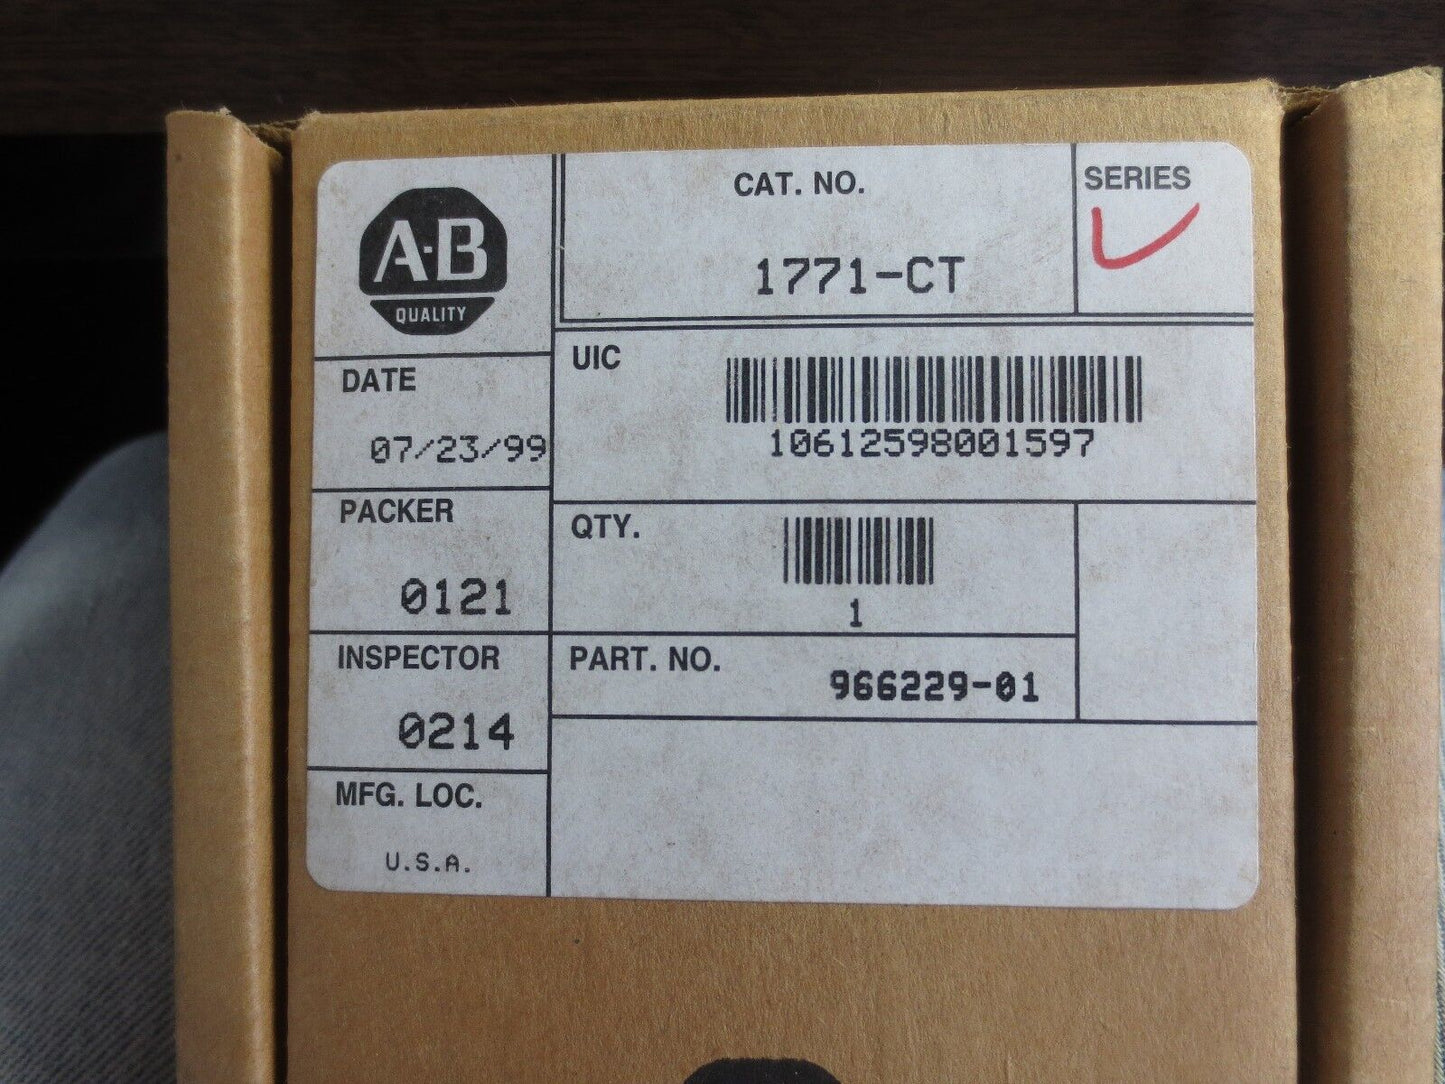 A-B
QUALITY
CAT. NO.
1771-CT
SERIES
DATE
07/23/99
UIC
10612598001597
PACKER
0121
QTY.
1
INSPECTOR
0214
PART. NO.
966229-01
MFG. LOC.
U.S.A.